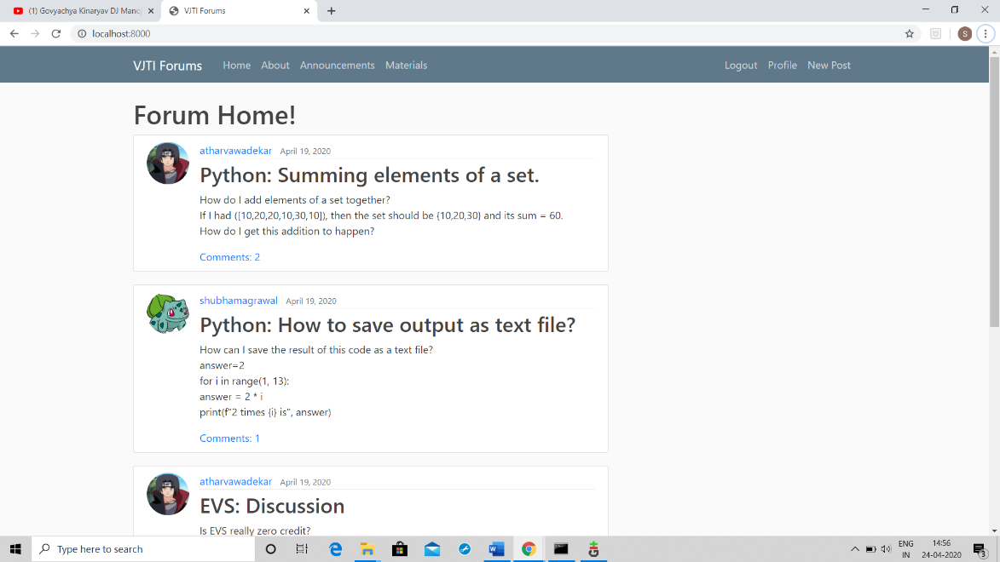 (1) Govyachya Kinaryav DJ Mano
VJTI Forums
localhost:8000
S
VJTI Forums
Home
About
Announcements
Materials
Logout
Profile
New Post
Forum Home!
atharvawadekar April 19, 2020
Python: Summing elements of a set.
How do I add elements of a set together?
If I had ([10,20,20,10,30,10]), then the set should be {10,20,30} and its sum = 60.
How do I get this addition to happen?
Comments: 2
shubhamagrawal April 19, 2020
Python: How to save output as text file?
How can I save the result of this code as a text file?
answer=2
for i in range(1, 13):
answer = 2 * i
print(f"2 times {i} is", answer)
Comments: 1
atharvawadekar April 19, 2020
EVS: Discussion
Is EVS really zero credit?
Type here to search
ENG
IN
14:56
24-04-2020
3